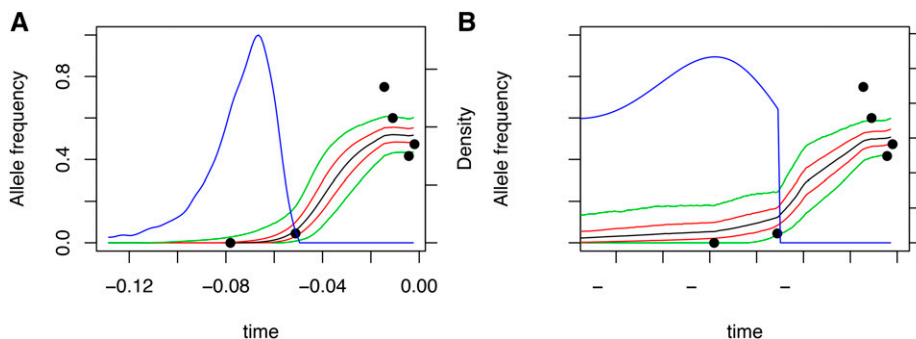 A
Allele frequency
0.0
0.4
0.8
−0.12
−0.08
−0.04
0.00
time
Density
B
Allele frequency
−
−
−
time